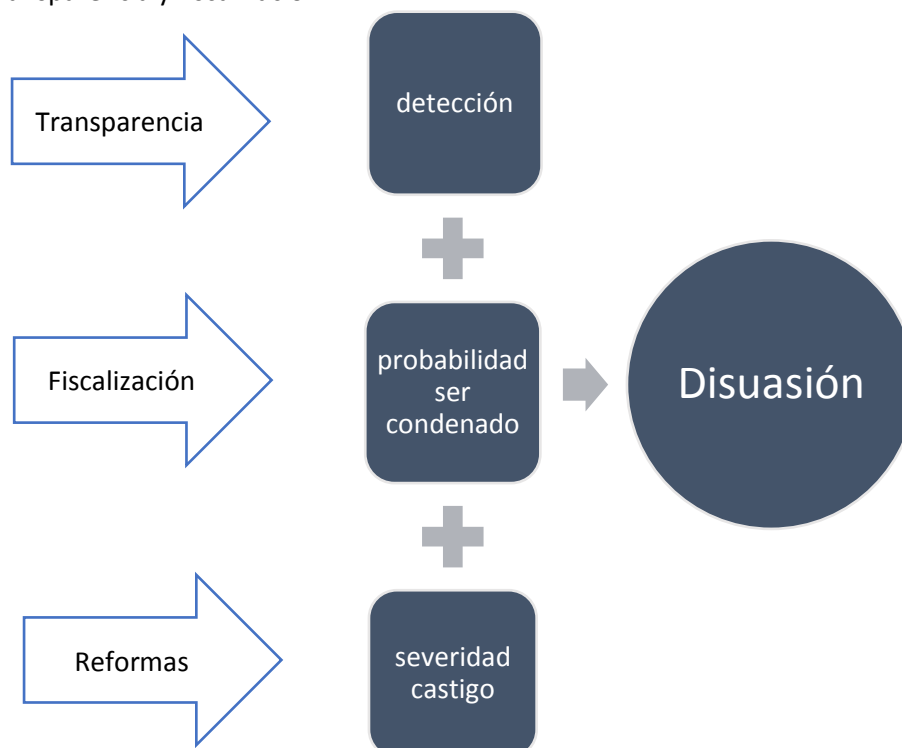 Transparencia
detección
Fiscalización
probabilidad
ser
condenado
Disuasión
Reformas
severidad
castigo